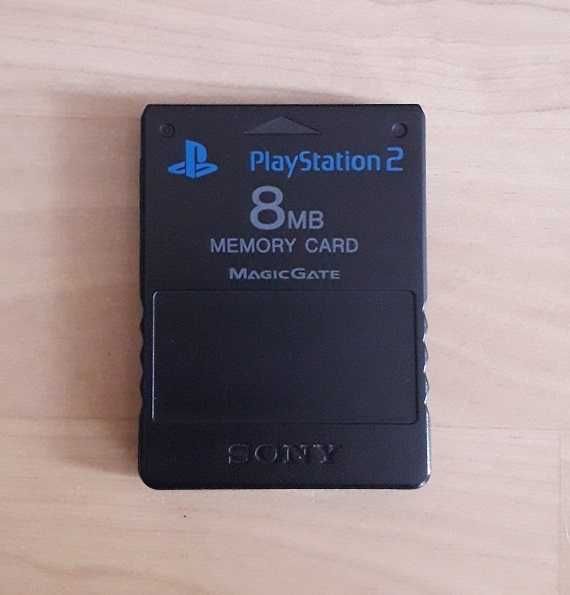 PlayStation 2
8MB
MEMORY CARD
MAGICGATE
SONY